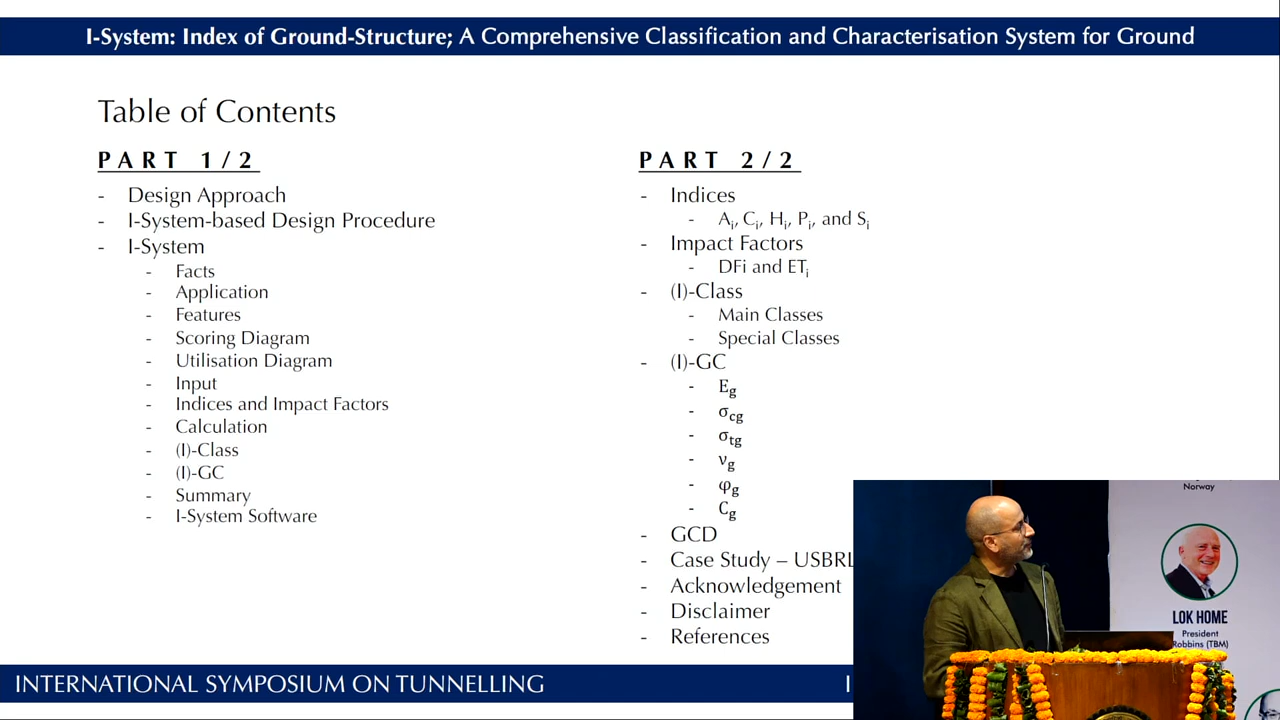 I-System: Index of Ground-Structure; A Comprehensive Classification and Characterisation System for Ground
Table of Contents
PART 1/2
- Design Approach
- I-System-based Design Procedure
- I-System
- Facts
- Application
- Features
- Scoring Diagram
- Utilisation Diagram
- Input
- Indices and Impact Factors
- Calculation
- (I)-Class
- (I)-GC
- Summary
- I-System Software
PART 2/2
- Indices
- Ai, Ci, Hi, Pi, and Si
- Impact Factors
- DFi and ETi
- (I)-Class
- Main Classes
- Special Classes
- (I)-GC
- Eg
- σcg
- σtg
- νg
- φg
- Cg
- GCD
- Case Study – USBRL
- Acknowledgement
- Disclaimer
- References
Norway
LOK HOME
President
Robbins (TBM)
INTERNATIONAL SYMPOSIUM ON TUNNELLING
I